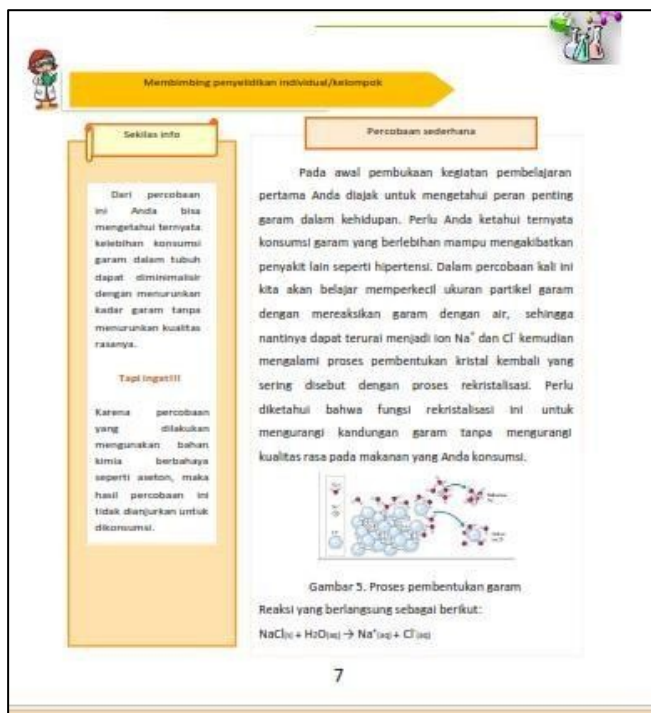 Membimbing penyelidikan individual/kelompok
Sekilas info
Dari percobaan
ini Anda bisa
mengetahui ternyata
kelebihan konsumsi
garam dalam tubuh
dapat diminimalisir
dengan menurunkan
kadar garam tanpa
menurunkan kualitas
rasanya.
Tapi ingat!!!
Karena percobaan
yang dilakukan
mengunakan bahan
kimia berbahaya
seperti aseton, maka
hasil percobaan ini
tidak dianjurkan untuk
dikonsumsi.
Percobaan sederhana
Pada awal pembukaan kegiatan pembelajaran
pertama Anda diajak untuk mengetahui peran penting
garam dalam kehidupan. Perlu Anda ketahui ternyata
konsumsi garam yang berlebihan mampu mengakibatkan
penyakit lain seperti hipertensi. Dalam percobaan kali ini
kita akan belajar memperkecil ukuran partikel garam
dengan mereaksikan garam dengan air, sehingga
nantinya dapat terurai menjadi ion Na⁺ dan Cl⁻ kemudian
mengalami proses pembentukan kristal kembali yang
sering disebut dengan proses rekristalisasi. Perlu
diketahui bahwa fungsi rekristalisasi ini untuk
mengurangi kandungan garam tanpa mengurangi
kualitas rasa pada makanan yang Anda konsumsi.
Gambar 5. Proses pembentukan garam
Reaksi yang berlangsung sebagai berikut:
NaCl(s) + H2O(aq) → Na⁺(aq) + Cl⁻(aq)
7